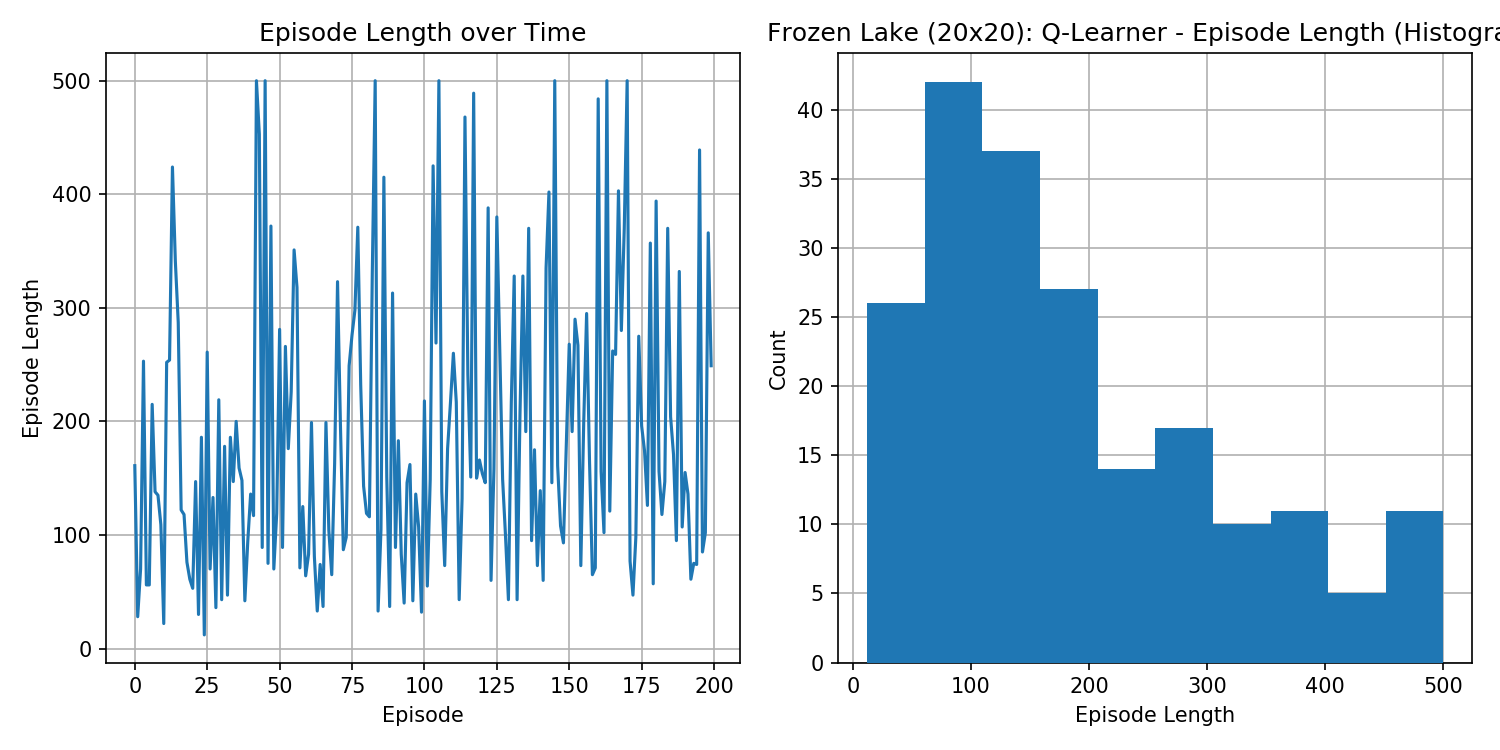 Episode Length over Time
500
400
300
200
100
0
Episode Length
0 25 50 75 100 125 150 175 200
Episode
Frozen Lake (20x20): Q-Learner - Episode Length (Histogra
40
35
30
25
20
15
10
5
0
Count
0 100 200 300 400 500
Episode Length